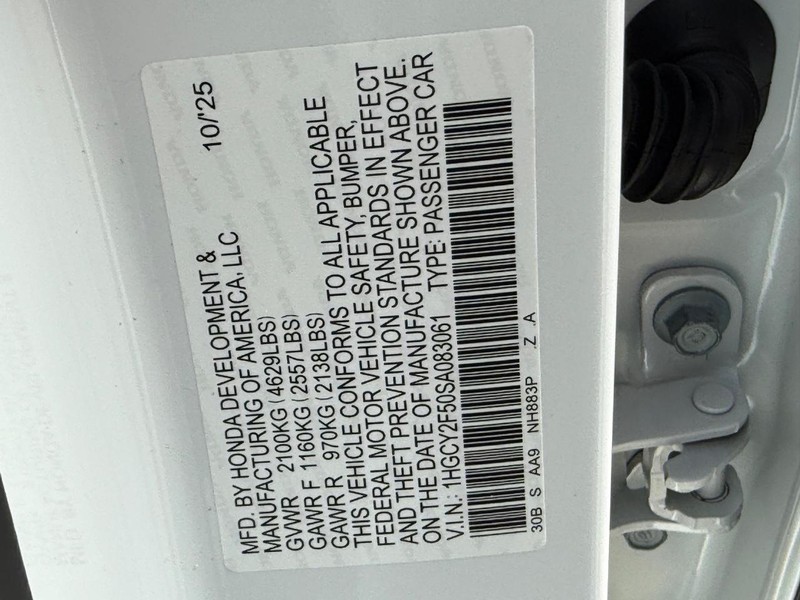 MFD. BY HONDA DEVELOPMENT &
MANUFACTURING OF AMERICA, LLC 10/'25
GVWR 2100KG (4629LBS)
GAWR F 1160KG (2557LBS)
GAWR R 970KG (2138LBS)
THIS VEHICLE CONFORMS TO ALL APPLICABLE
FEDERAL MOTOR VEHICLE SAFETY, BUMPER,
AND THEFT PREVENTION STANDARDS IN EFFECT
ON THE DATE OF MANUFACTURE SHOWN ABOVE.
V.I.N.: 1HGCY2F50SA083061 TYPE: PASSENGER CAR
30B S AA9 NH883P Z A